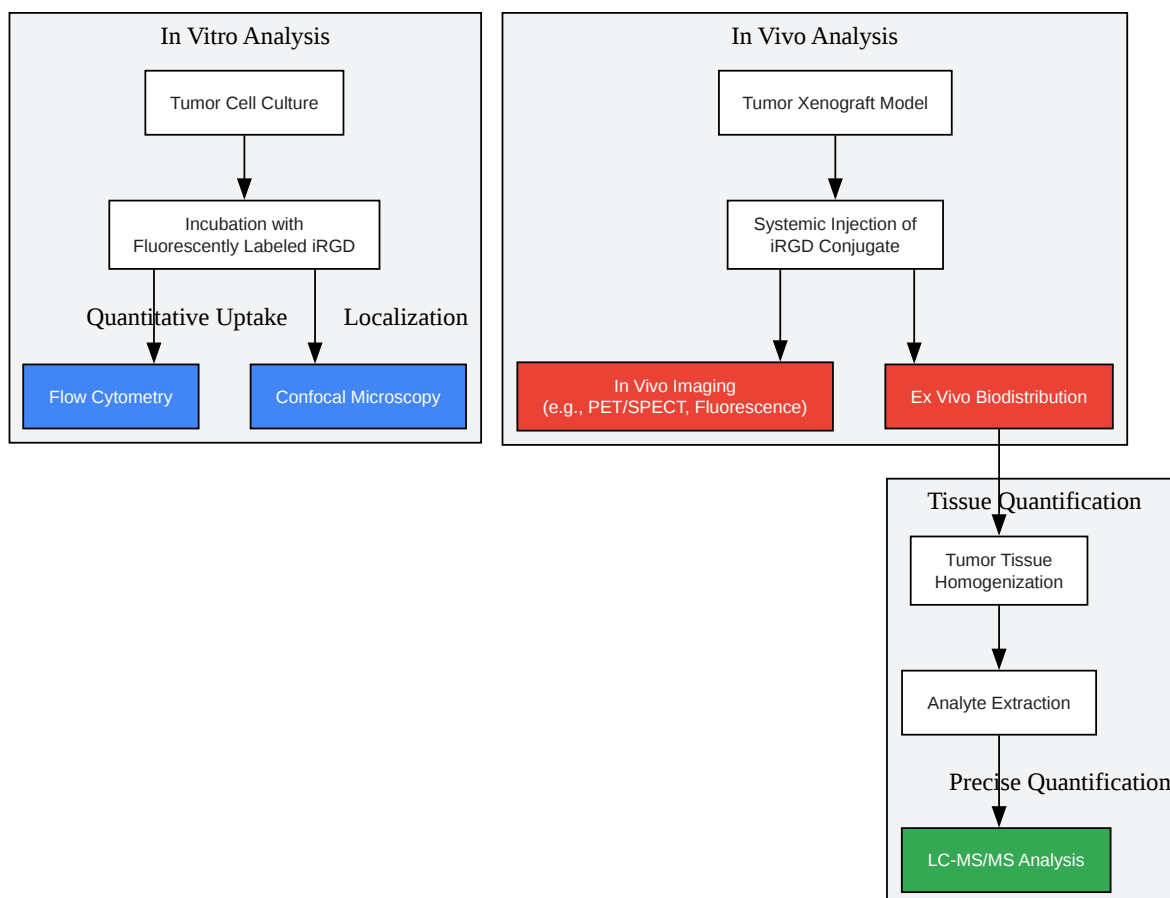 In Vitro Analysis
Tumor Cell Culture
Incubation with
Fluorescently Labeled iRGD
Quantitative Uptake
Localization
Flow Cytometry
Confocal Microscopy
In Vivo Analysis
Tumor Xenograft Model
Systemic Injection of
iRGD Conjugate
In Vivo Imaging
(e.g., PET/SPECT, Fluorescence)
Ex Vivo Biodistribution
Tissue Quantification
Tumor Tissue
Homogenization
Analyte Extraction
Precise Quantification
LC-MS/MS Analysis